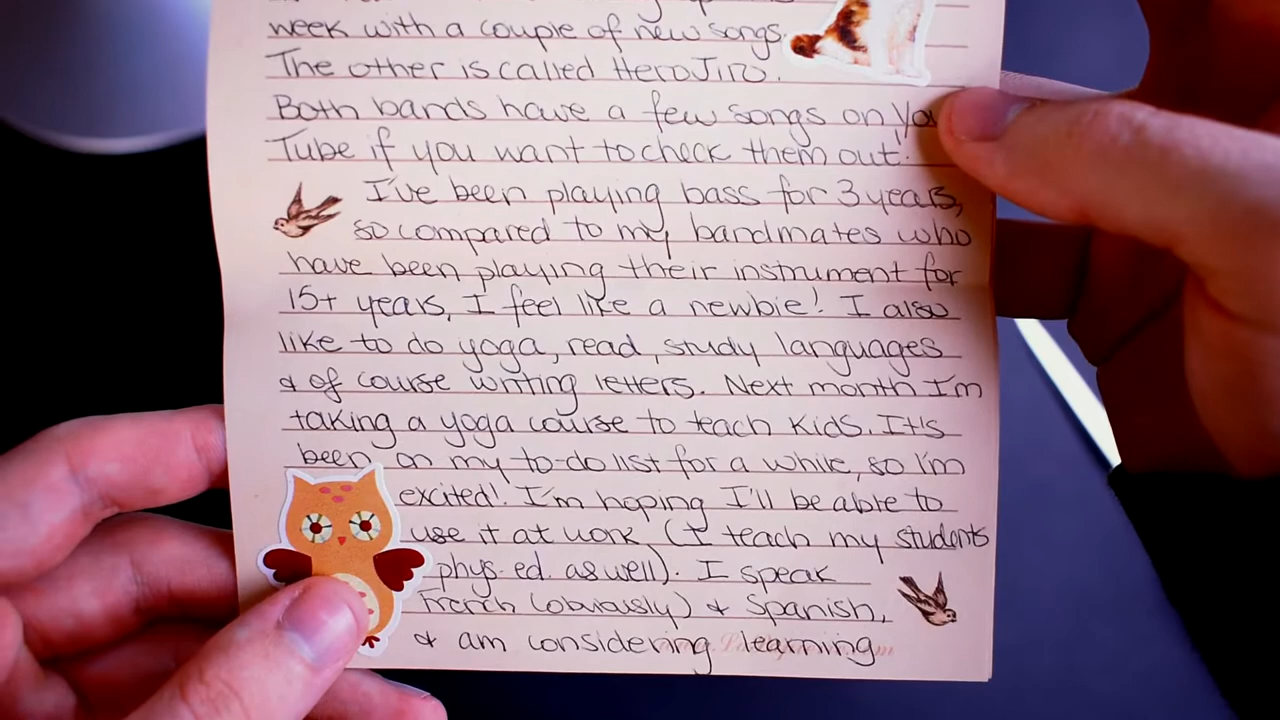 week with a couple of new songs.
The other is called HeroJiro.
Both bands have a few songs on
Tube if you want to check them out.
I've been playing bass for 3 years,
so compared to my bandmates who
have been playing their instrument for
15+ years, I feel like a newbie! I also
like to do yoga, read, study languages
& of course writing letters. Next month I'm
taking a yoga course to teach kids. It's
been on my to-do list for a while, so I'm
excited! I'm hoping I'll be able to
use it at work (I teach my students
phys. ed. as well). I speak
French (obviously) & Spanish,
& am considering learning